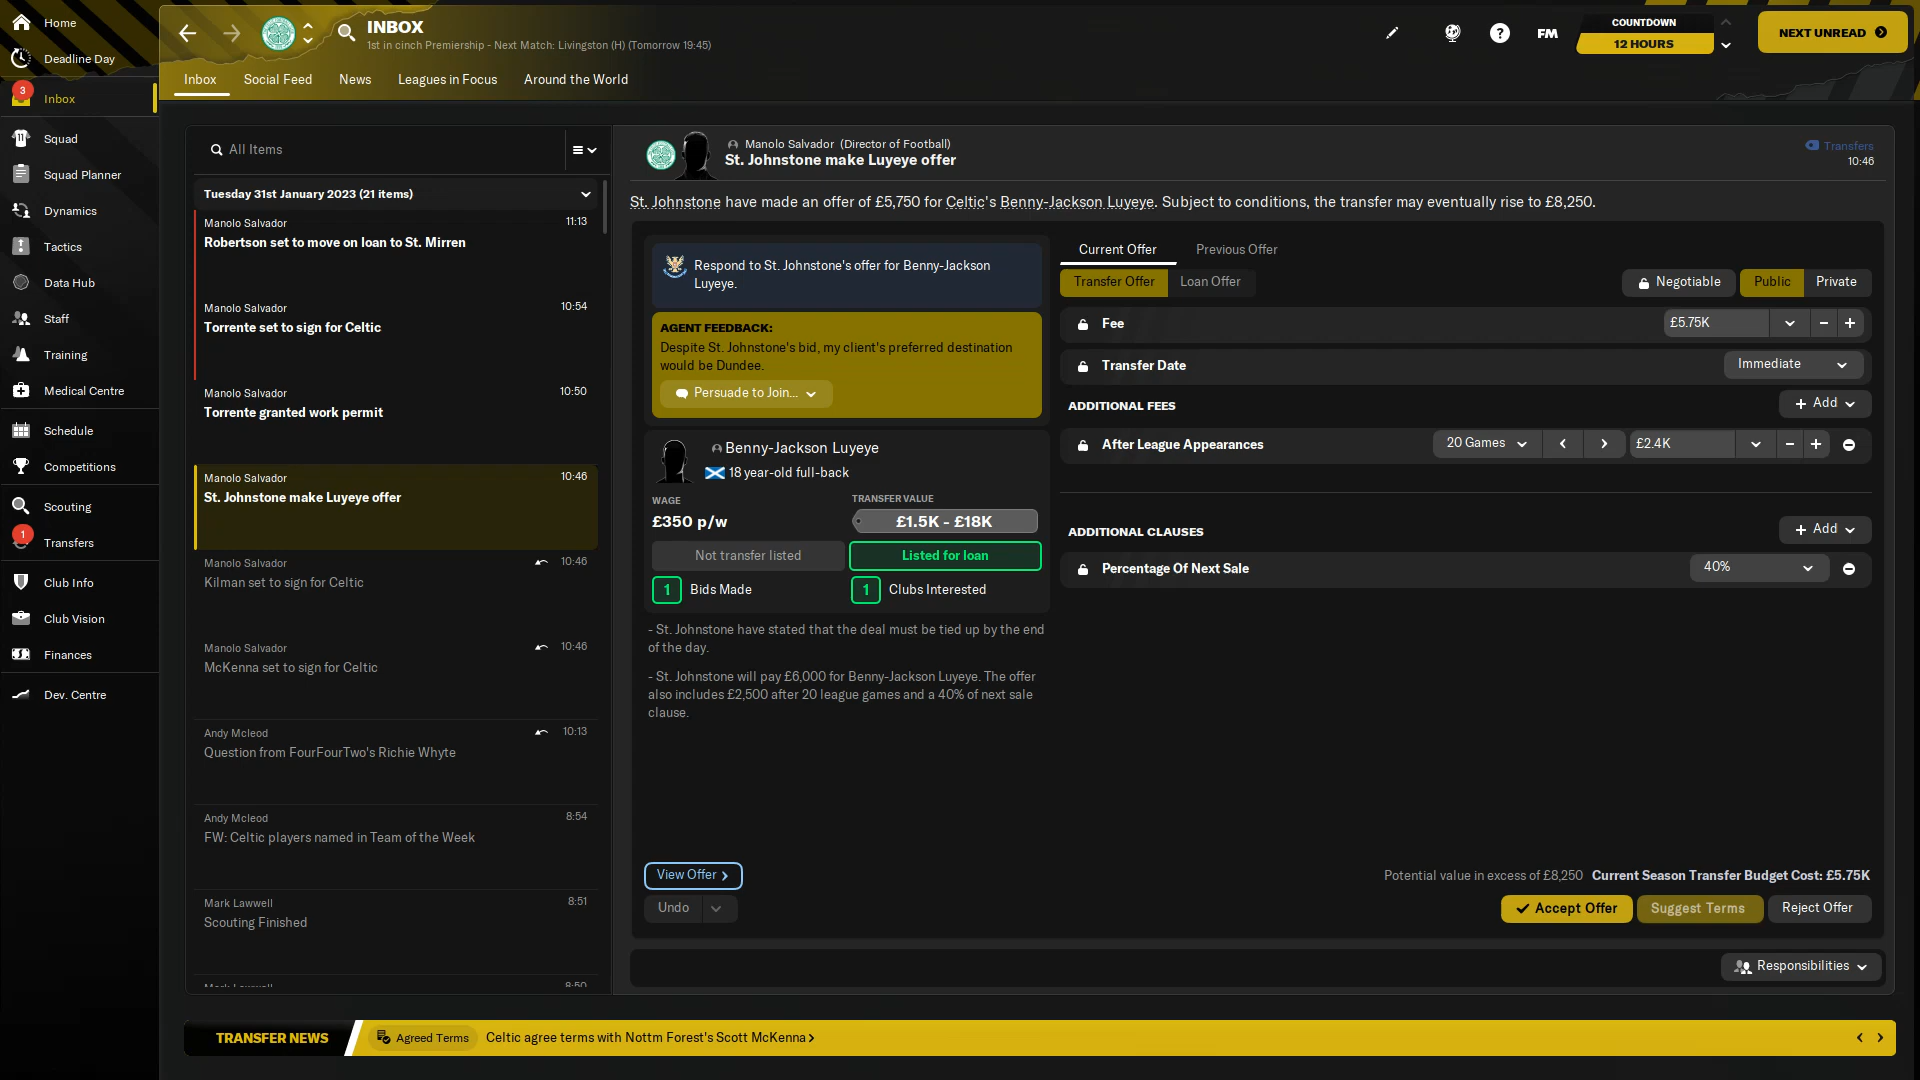 Home
Deadline Day
3
Inbox
11
Squad
Squad Planner
Dynamics
Tactics
Data Hub
Staff
Training
Medical Centre
Schedule
Competitions
Scouting
1
Transfers
Club Info
Club Vision
Finances
Dev. Centre
INBOX
1st in cinch Premiership - Next Match: Livingston (H) (Tomorrow 19:45)
FM
COUNTDOWN
12 HOURS
NEXT UNREAD
Inbox Social Feed News Leagues in Focus Around the World
All Items
Tuesday 31st January 2023 (21 items)
Manolo Salvador 11:13
Robertson set to move on loan to St. Mirren
Manolo Salvador 10:54
Torrente set to sign for Celtic
Manolo Salvador 10:50
Torrente granted work permit
Manolo Salvador 10:46
St. Johnstone make Luyeye offer
Manolo Salvador 10:46
Kilman set to sign for Celtic
Manolo Salvador 10:46
McKenna set to sign for Celtic
Andy Mcleod 10:13
Question from FourFourTwo's Richie Whyte
Andy Mcleod 8:54
FW: Celtic players named in Team of the Week
Mark Lawwell 8:51
Scouting Finished
Mark Lawwell 8:50
Manolo Salvador (Director of Football)
St. Johnstone make Luyeye offer
Transfers
10:46
St. Johnstone have made an offer of £5,750 for Celtic's Benny-Jackson Luyeye. Subject to conditions, the transfer may eventually rise to £8,250.
Respond to St. Johnstone's offer for Benny-Jackson
Luyeye.
AGENT FEEDBACK:
Despite St. Johnstone's bid, my client's preferred destination
would be Dundee.
Persuade to Join...
Benny-Jackson Luyeye
18 year-old full-back
WAGE TRANSFER VALUE
£350 p/w £1.5K - £18K
Not transfer listed Listed for loan
1 Bids Made 1 Clubs Interested
- St. Johnstone have stated that the deal must be tied up by the end
of the day.
- St. Johnstone will pay £6,000 for Benny-Jackson Luyeye. The offer
also includes £2,500 after 20 league games and a 40% of next sale
clause.
View Offer
Undo
Current Offer Previous Offer
Transfer Offer Loan Offer Negotiable Public Private
Fee £5.75K
Transfer Date Immediate
ADDITIONAL FEES Add
After League Appearances 20 Games £2.4K
ADDITIONAL CLAUSES Add
Percentage Of Next Sale 40%
Potential value in excess of £8,250 Current Season Transfer Budget Cost: £5.75K
Accept Offer Suggest Terms Reject Offer
Responsibilities
TRANSFER NEWS Agreed Terms Celtic agree terms with Nottm Forest's Scott McKenna